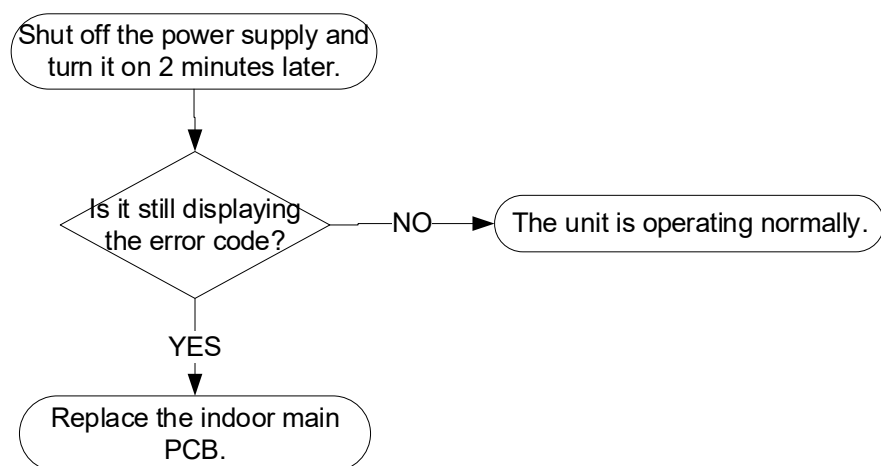 Shut off the power supply and
turn it on 2 minutes later.
Is it still displaying
the error code?
NO
The unit is operating normally.
YES
Replace the indoor main
PCB.